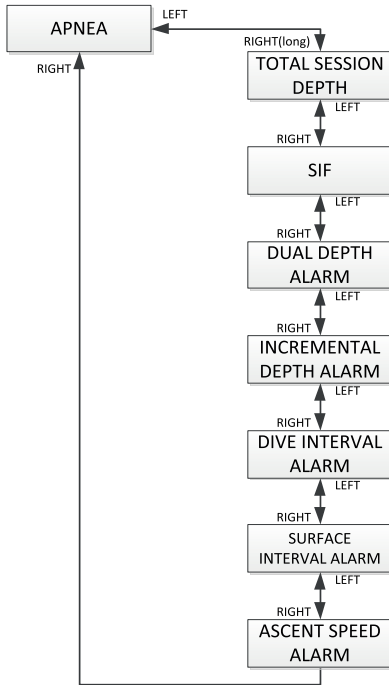 APNEA
LEFT
RIGHT(long)
RIGHT
TOTAL SESSION
DEPTH
LEFT
RIGHT
SIF
LEFT
RIGHT
DUAL DEPTH
ALARM
LEFT
RIGHT
INCREMENTAL
DEPTH ALARM
LEFT
RIGHT
DIVE INTERVAL
ALARM
LEFT
RIGHT
SURFACE
INTERVAL ALARM
LEFT
RIGHT
ASCENT SPEED
ALARM